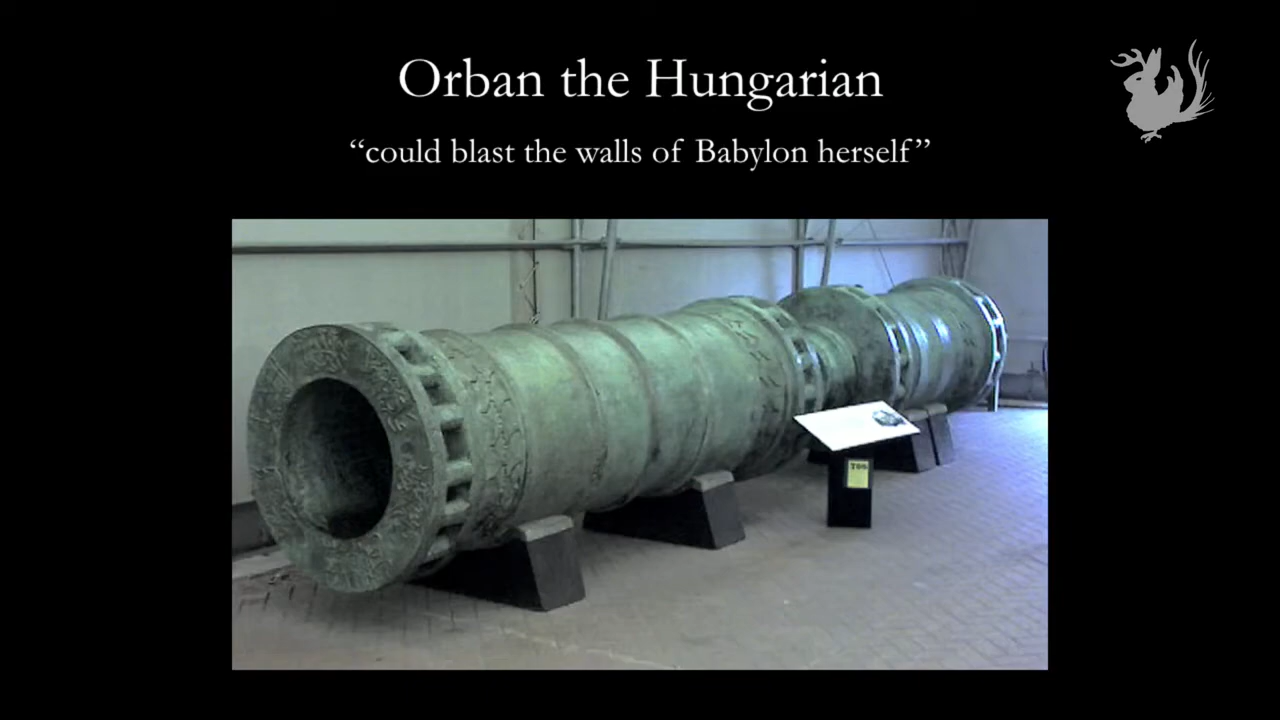 Orban the Hungarian
“could blast the walls of Babylon herself”